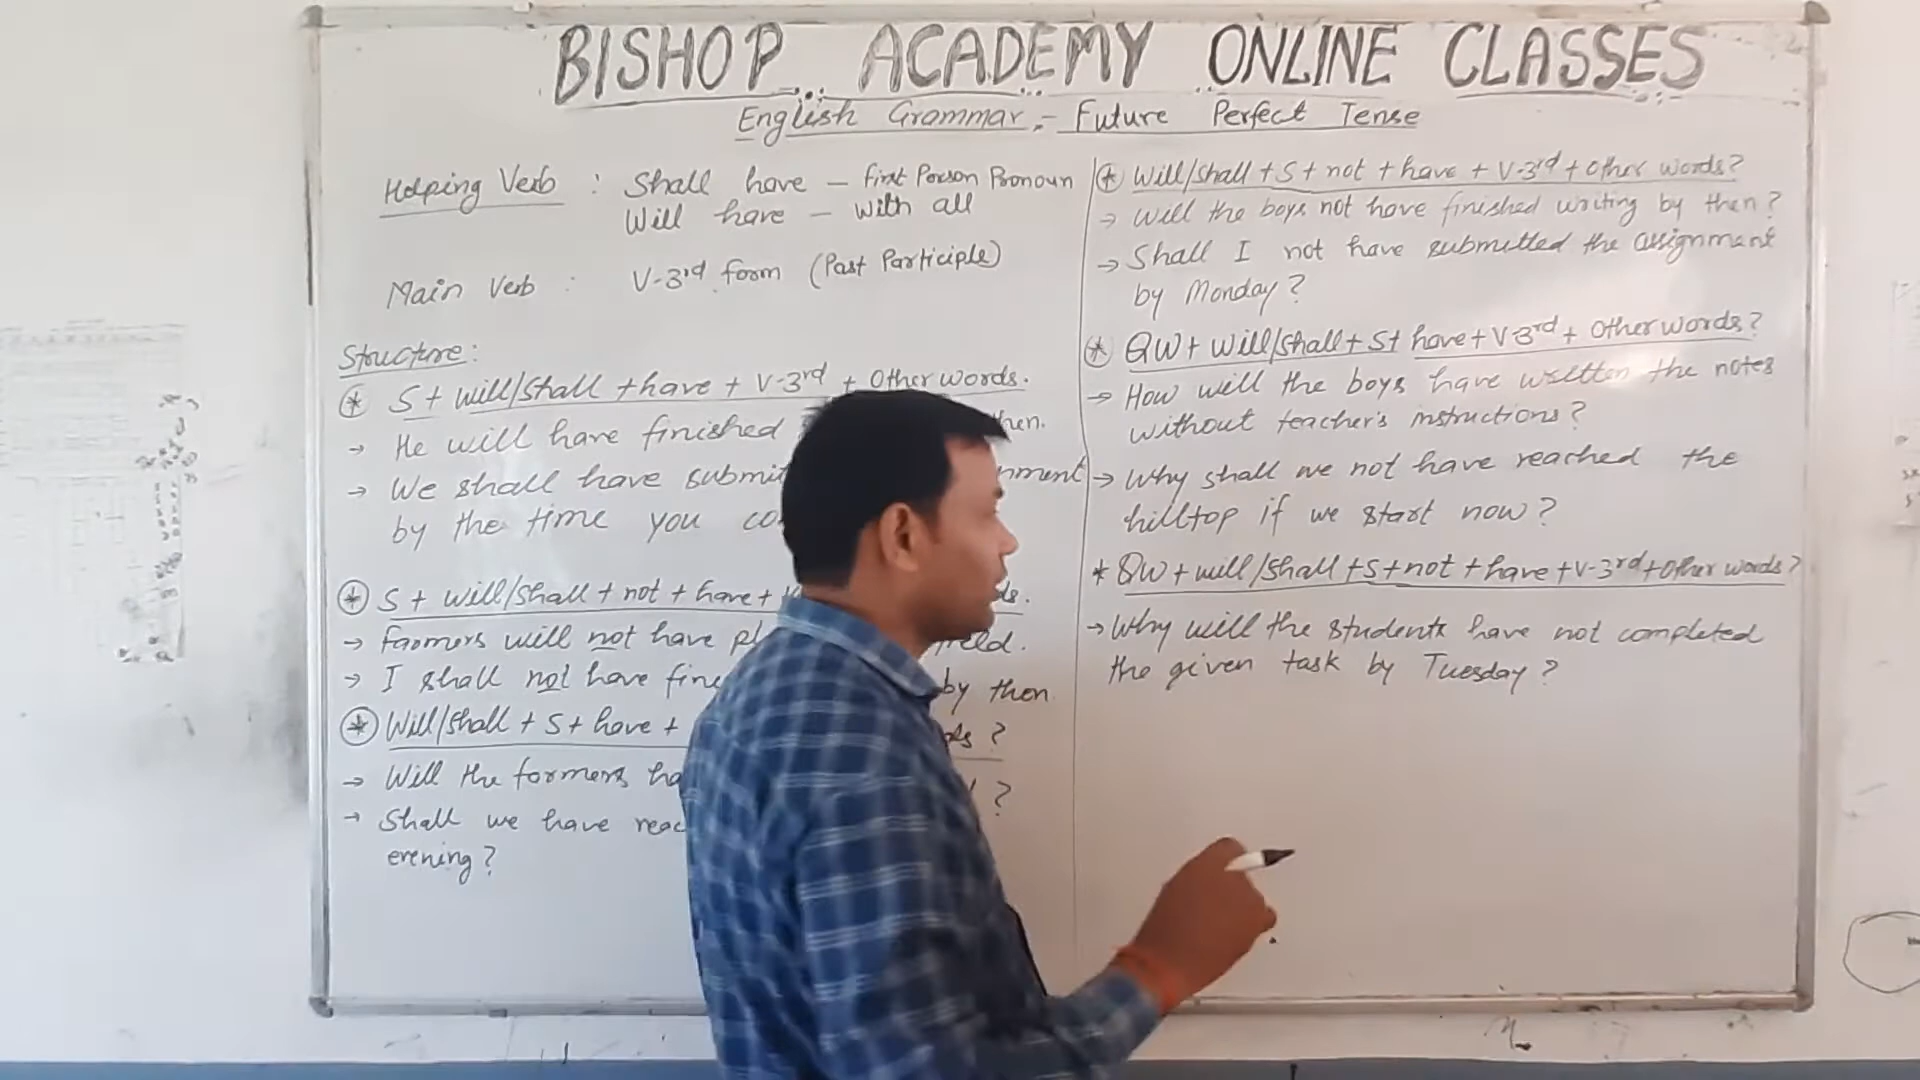 BISHOP ACADEMY ONLINE CLASSES
English Grammar :- Future Perfect Tense
Helping Verb : Shall have – first Person Pronoun
Will have – With all
Main Verb : V-3rd form (Past Participle)
Structure:
* S + will/shall + have + V-3rd + Other words.
→ He will have finished then.
→ We shall have submit nment
by the time you co
* S + will/shall + not + have + ds.
→ Farmers will not have pl field.
→ I shall not have fini by then
* Will/shall + S + have + ds ?
→ Will the farmers ha ?
→ Shall we have reac
evening?
* Will/shall + S + not + have + V-3rd + Other words?
→ Will the boys not have finished writing by then?
→ Shall I not have submitted the assignment
by Monday?
* QW + will/shall + S + have + V-3rd + Other words?
→ How will the boys have written the notes
without teacher's instructions?
→ Why shall we not have reached the
hilltop if we start now?
* QW + will/shall + S + not + have + V-3rd + Other words?
→ Why will the students have not completed
the given task by Tuesday?